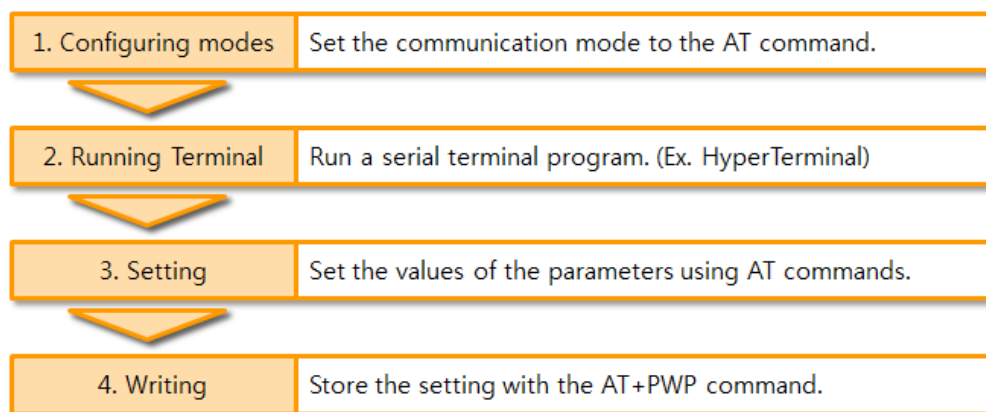 1. Configuring modes
Set the communication mode to the AT command.
2. Running Terminal
Run a serial terminal program. (Ex. HyperTerminal)
3. Setting
Set the values of the parameters using AT commands.
4. Writing
Store the setting with the AT+PWP command.